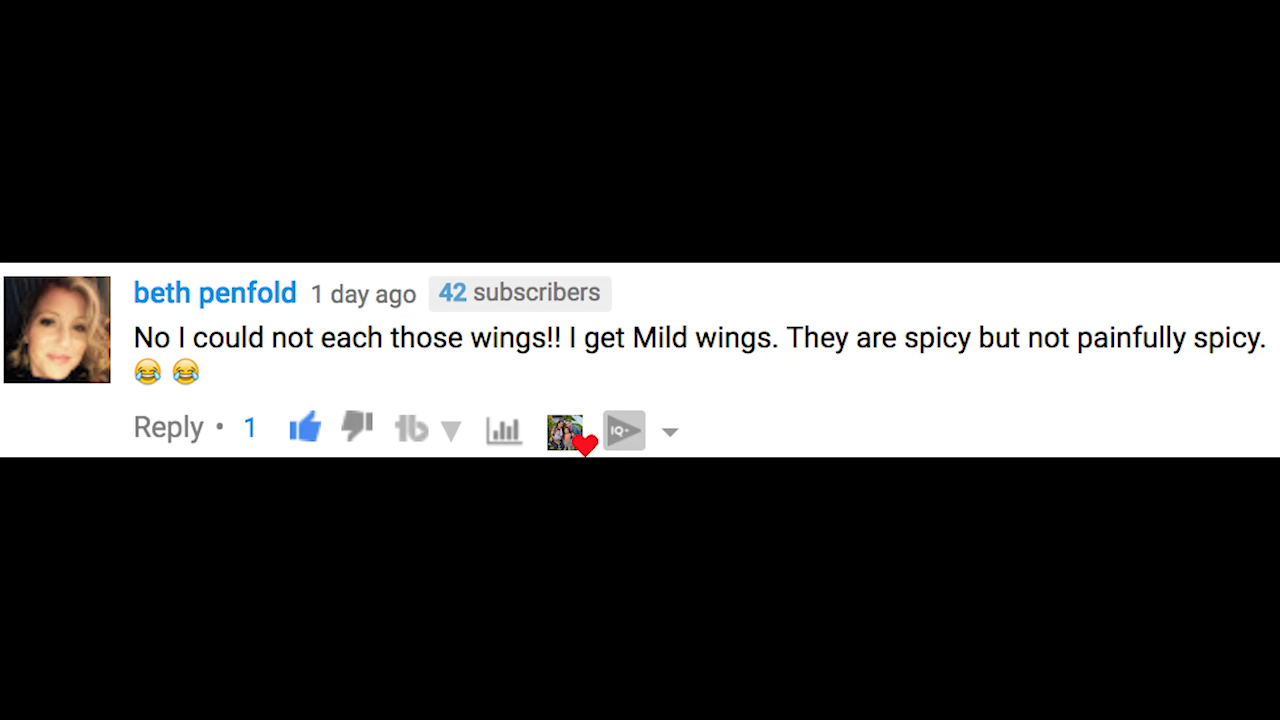 beth penfold 1 day ago 42 subscribers
No I could not each those wings!! I get Mild wings. They are spicy but not painfully spicy.
😂 😂
Reply • 1 IQ+